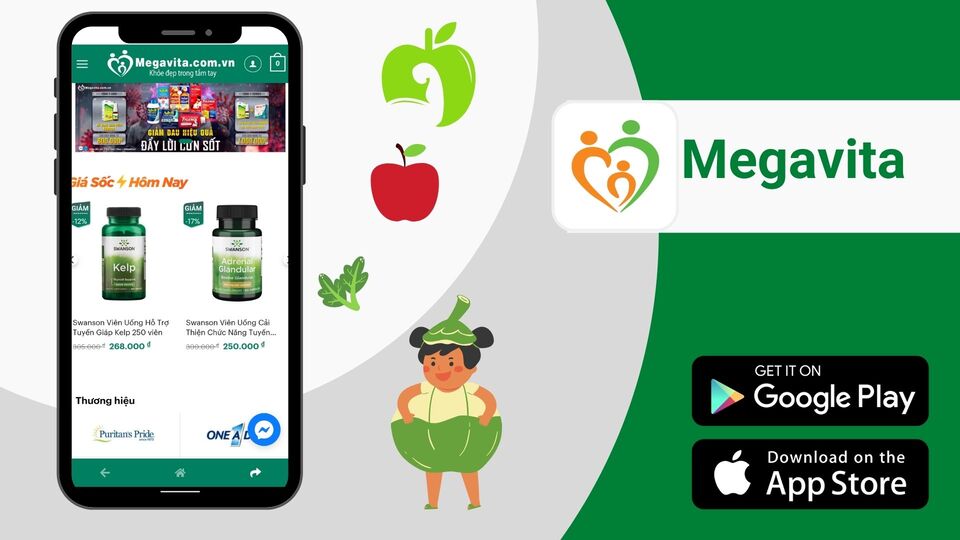 Megavita.com.vn
Khỏe đẹp trong tầm tay
0
Megavita.com.vn
GIẢM ĐAU HIỆU QUẢ
ĐẨY LÙI CƠN SỐT
Giá Sốc Hôm Nay
GIẢM
-12%
GIẢM
-17%
SWANSON
Kelp
SWANSON
Adrenal
Glandular
Swanson Viên Uống Hỗ Trợ
Tuyến Giáp Kelp 250 viên
305.000 ₫ 268.000 ₫
Swanson Viên Uống Cải
Thiện Chức Năng Tuyến...
300.000 ₫ 250.000 ₫
Thương hiệu
Puritan's Pride
ONE A D
Megavita
GET IT ON
Google Play
Download on the
App Store